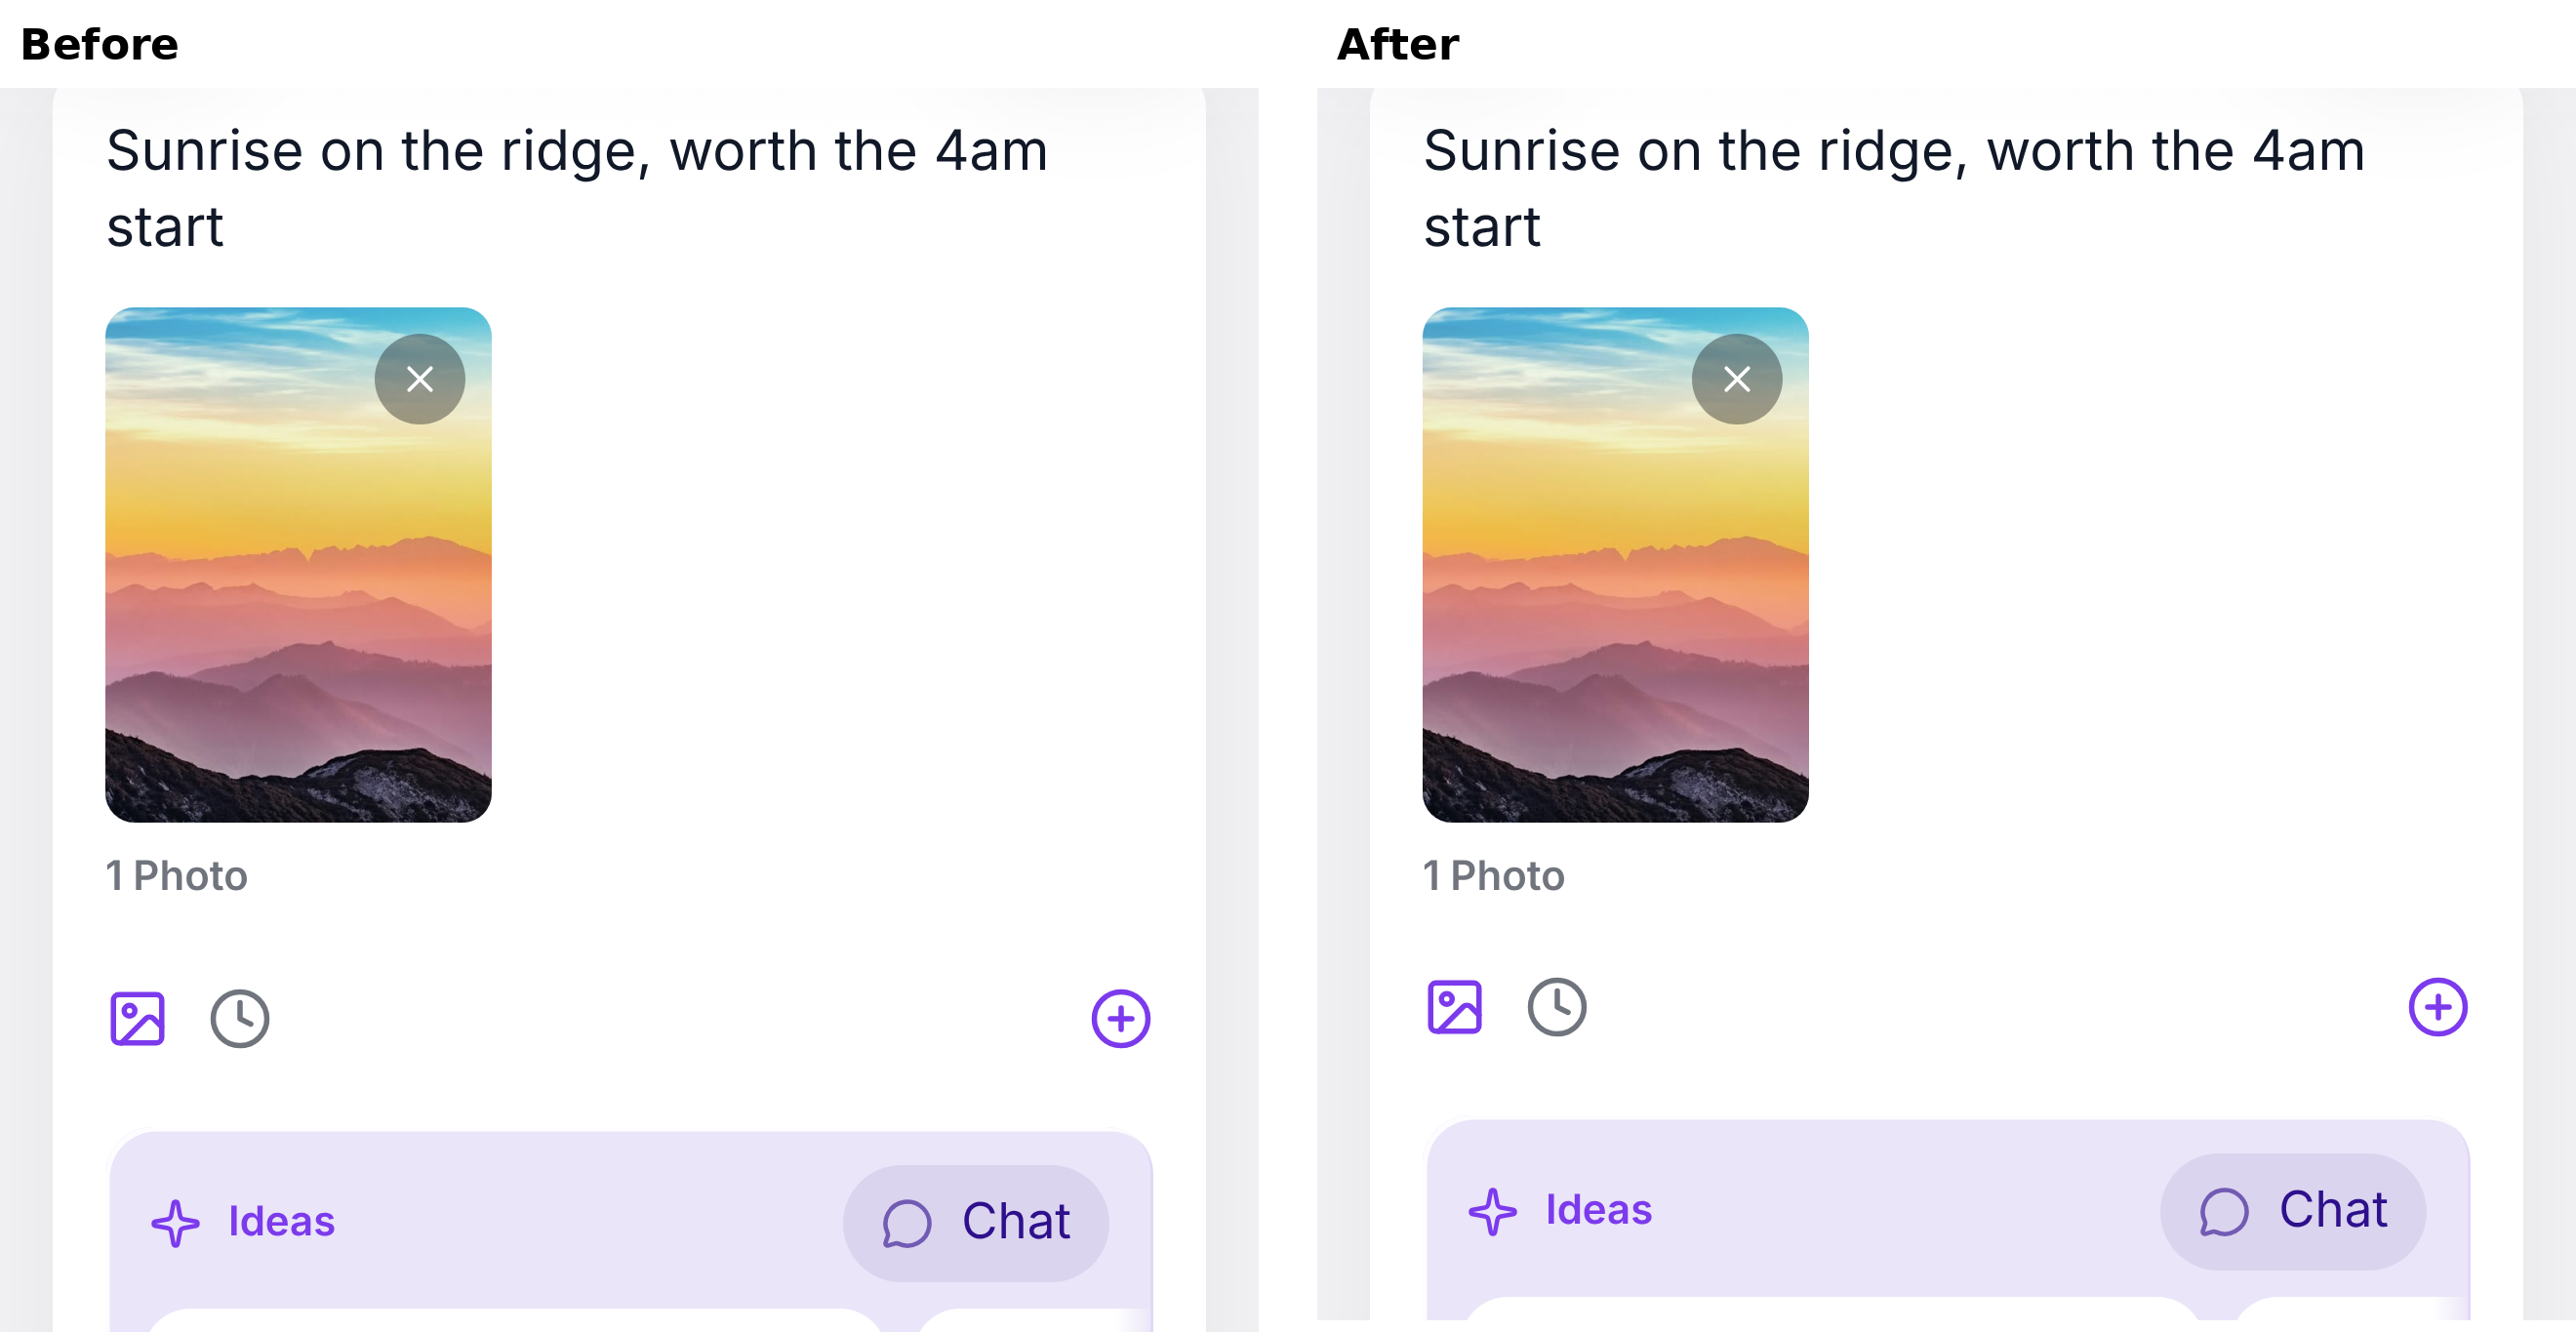 Before
After
Sunrise on the ridge, worth the 4am
start
1 Photo
Ideas
Chat
Sunrise on the ridge, worth the 4am
start
1 Photo
Ideas
Chat